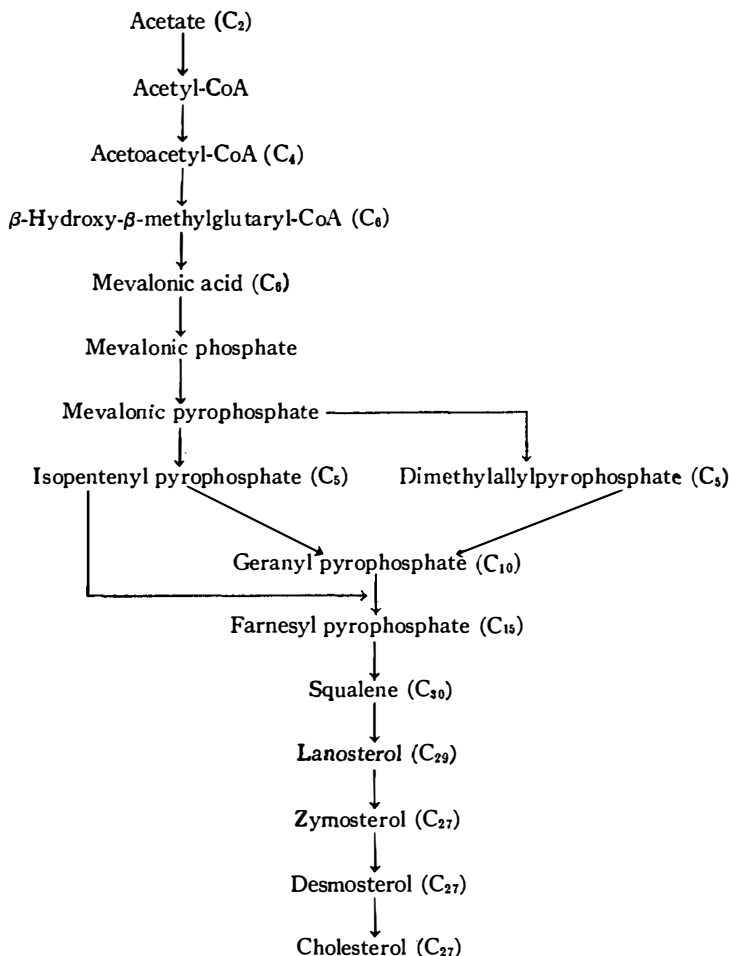 Acetate (C₂)
Acetyl-CoA
Acetoacetyl-CoA (C₄)
β-Hydroxy-β-methylglutaryl-CoA (C₆)
Mevalonic acid (C₆)
Mevalonic phosphate
Mevalonic pyrophosphate
Isopentenyl pyrophosphate (C₅) Dimethylallylpyrophosphate (C₅)
Geranyl pyrophosphate (C₁₀)
Farnesyl pyrophosphate (C₁₅)
Squalene (C₃₀)
Lanosterol (C₂₉)
Zymosterol (C₂₇)
Desmosterol (C₂₇)
Cholesterol (C₂₇)